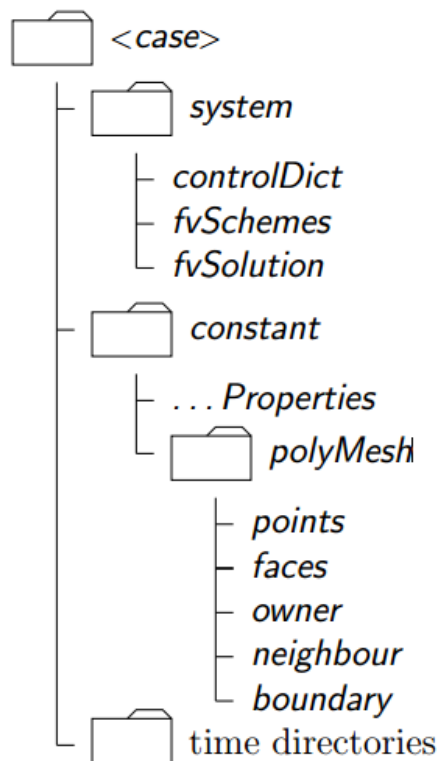 <case>
system
controlDict
fvSchemes
fvSolution
constant
...Properties
polyMesh
points
faces
owner
neighbour
boundary
time directories